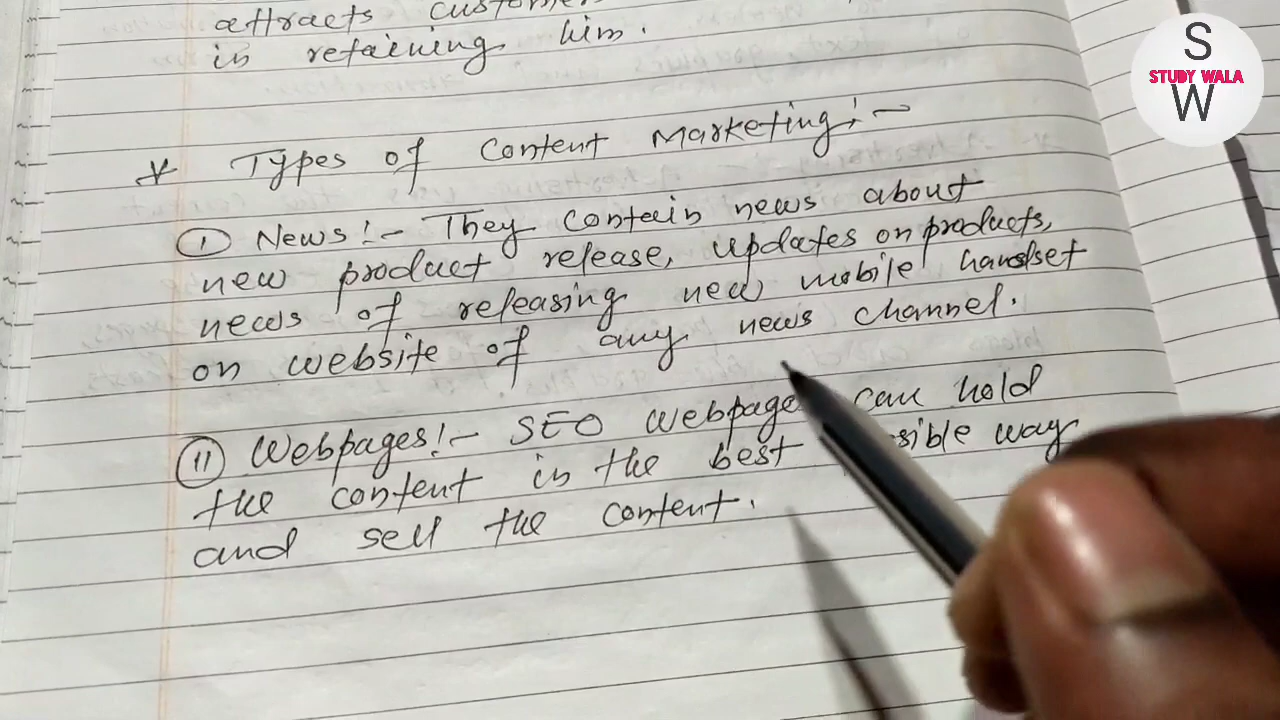 attracts
in retaining him.
* Types of Content Marketing:-
① News:- They contain news about
new product release, updates on products,
news of releasing new mobile handset
on website of any news channel.
② Webpages:- SEO webpage can hold
the content in the best way
and sell the content.
S
STUDY WALA
W